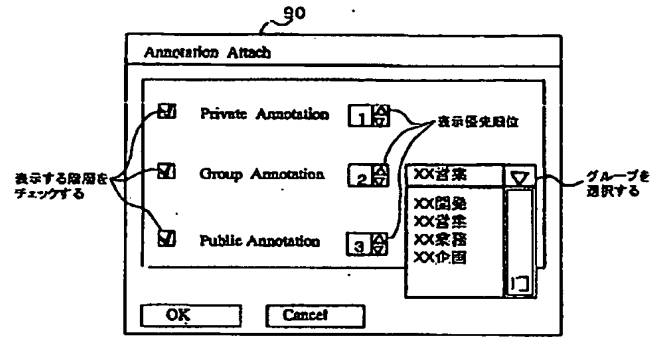 90
Annotation Attach
Private Annotation 1 表示優先順位
表示する階層を
チェックする
Group Annotation 2 XX営業
グループを
選択する
XX開発
XX営業
XX業務
XX企画
Public Annotation 3
OK Cancel